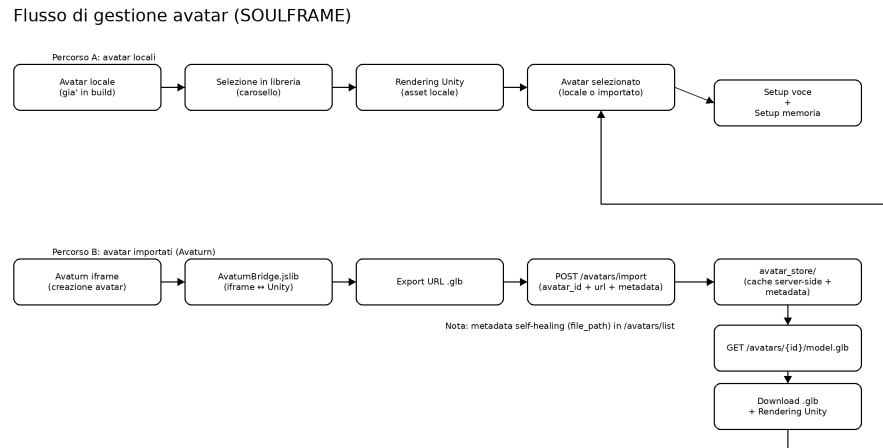 Flusso di gestione avatar (SOULFRAME)
Percorso A: avatar locali
Avatar locale
(gia' in build)
Selezione in libreria
(carosello)
Rendering Unity
(asset locale)
Avatar selezionato
(locale o importato)
Setup voce
+
Setup memoria
Percorso B: avatar importati (Avaturn)
Avaturn iframe
(creazione avatar)
AvaturnBridge.jslib
(iframe ↔ Unity)
Export URL .glb
POST /avatars/import
(avatar_id + url + metadata)
avatar_store/
(cache server-side +
metadata)
Nota: metadata self-healing (file_path) in /avatars/list
GET /avatars/{id}/model.glb
Download .glb
+ Rendering Unity